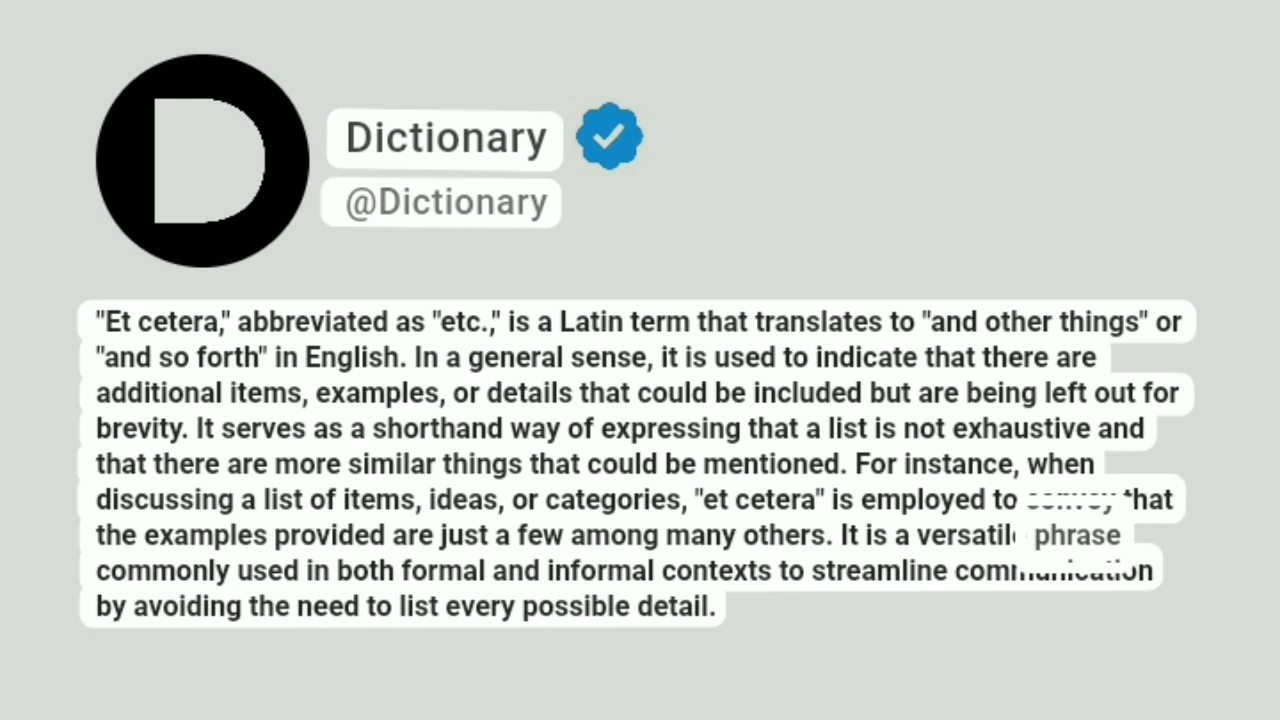 D
Dictionary
@Dictionary
"Et cetera," abbreviated as "etc.," is a Latin term that translates to "and other things" or
"and so forth" in English. In a general sense, it is used to indicate that there are
additional items, examples, or details that could be included but are being left out for
brevity. It serves as a shorthand way of expressing that a list is not exhaustive and
that there are more similar things that could be mentioned. For instance, when
discussing a list of items, ideas, or categories, "et cetera" is employed to convey that
the examples provided are just a few among many others. It is a versatile phrase
commonly used in both formal and informal contexts to streamline communication
by avoiding the need to list every possible detail.